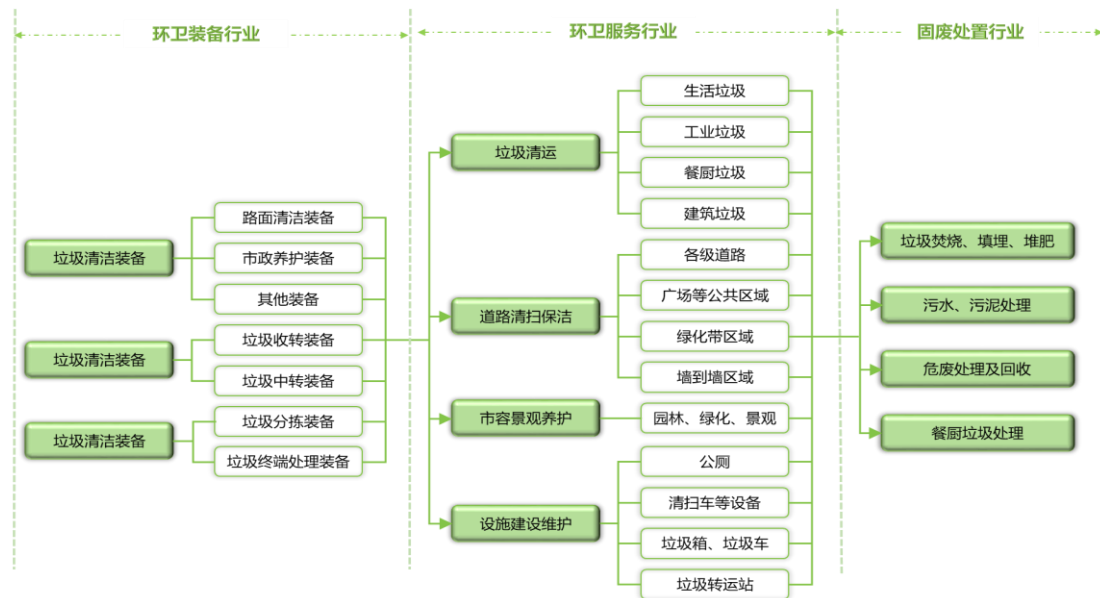 环卫装备行业
环卫服务行业
固废处置行业
垃圾清洁装备
路面清洁装备
市政养护装备
其他装备
垃圾清洁装备
垃圾收转装备
垃圾中转装备
垃圾清洁装备
垃圾分拣装备
垃圾终端处理装备
垃圾清运
生活垃圾
工业垃圾
餐厨垃圾
建筑垃圾
道路清扫保洁
各级道路
广场等公共区域
绿化带区域
墙到墙区域
市容景观养护
园林、绿化、景观
设施建设维护
公厕
清扫车等设备
垃圾箱、垃圾车
垃圾转运站
垃圾焚烧、填埋、堆肥
污水、污泥处理
危废处理及回收
餐厨垃圾处理